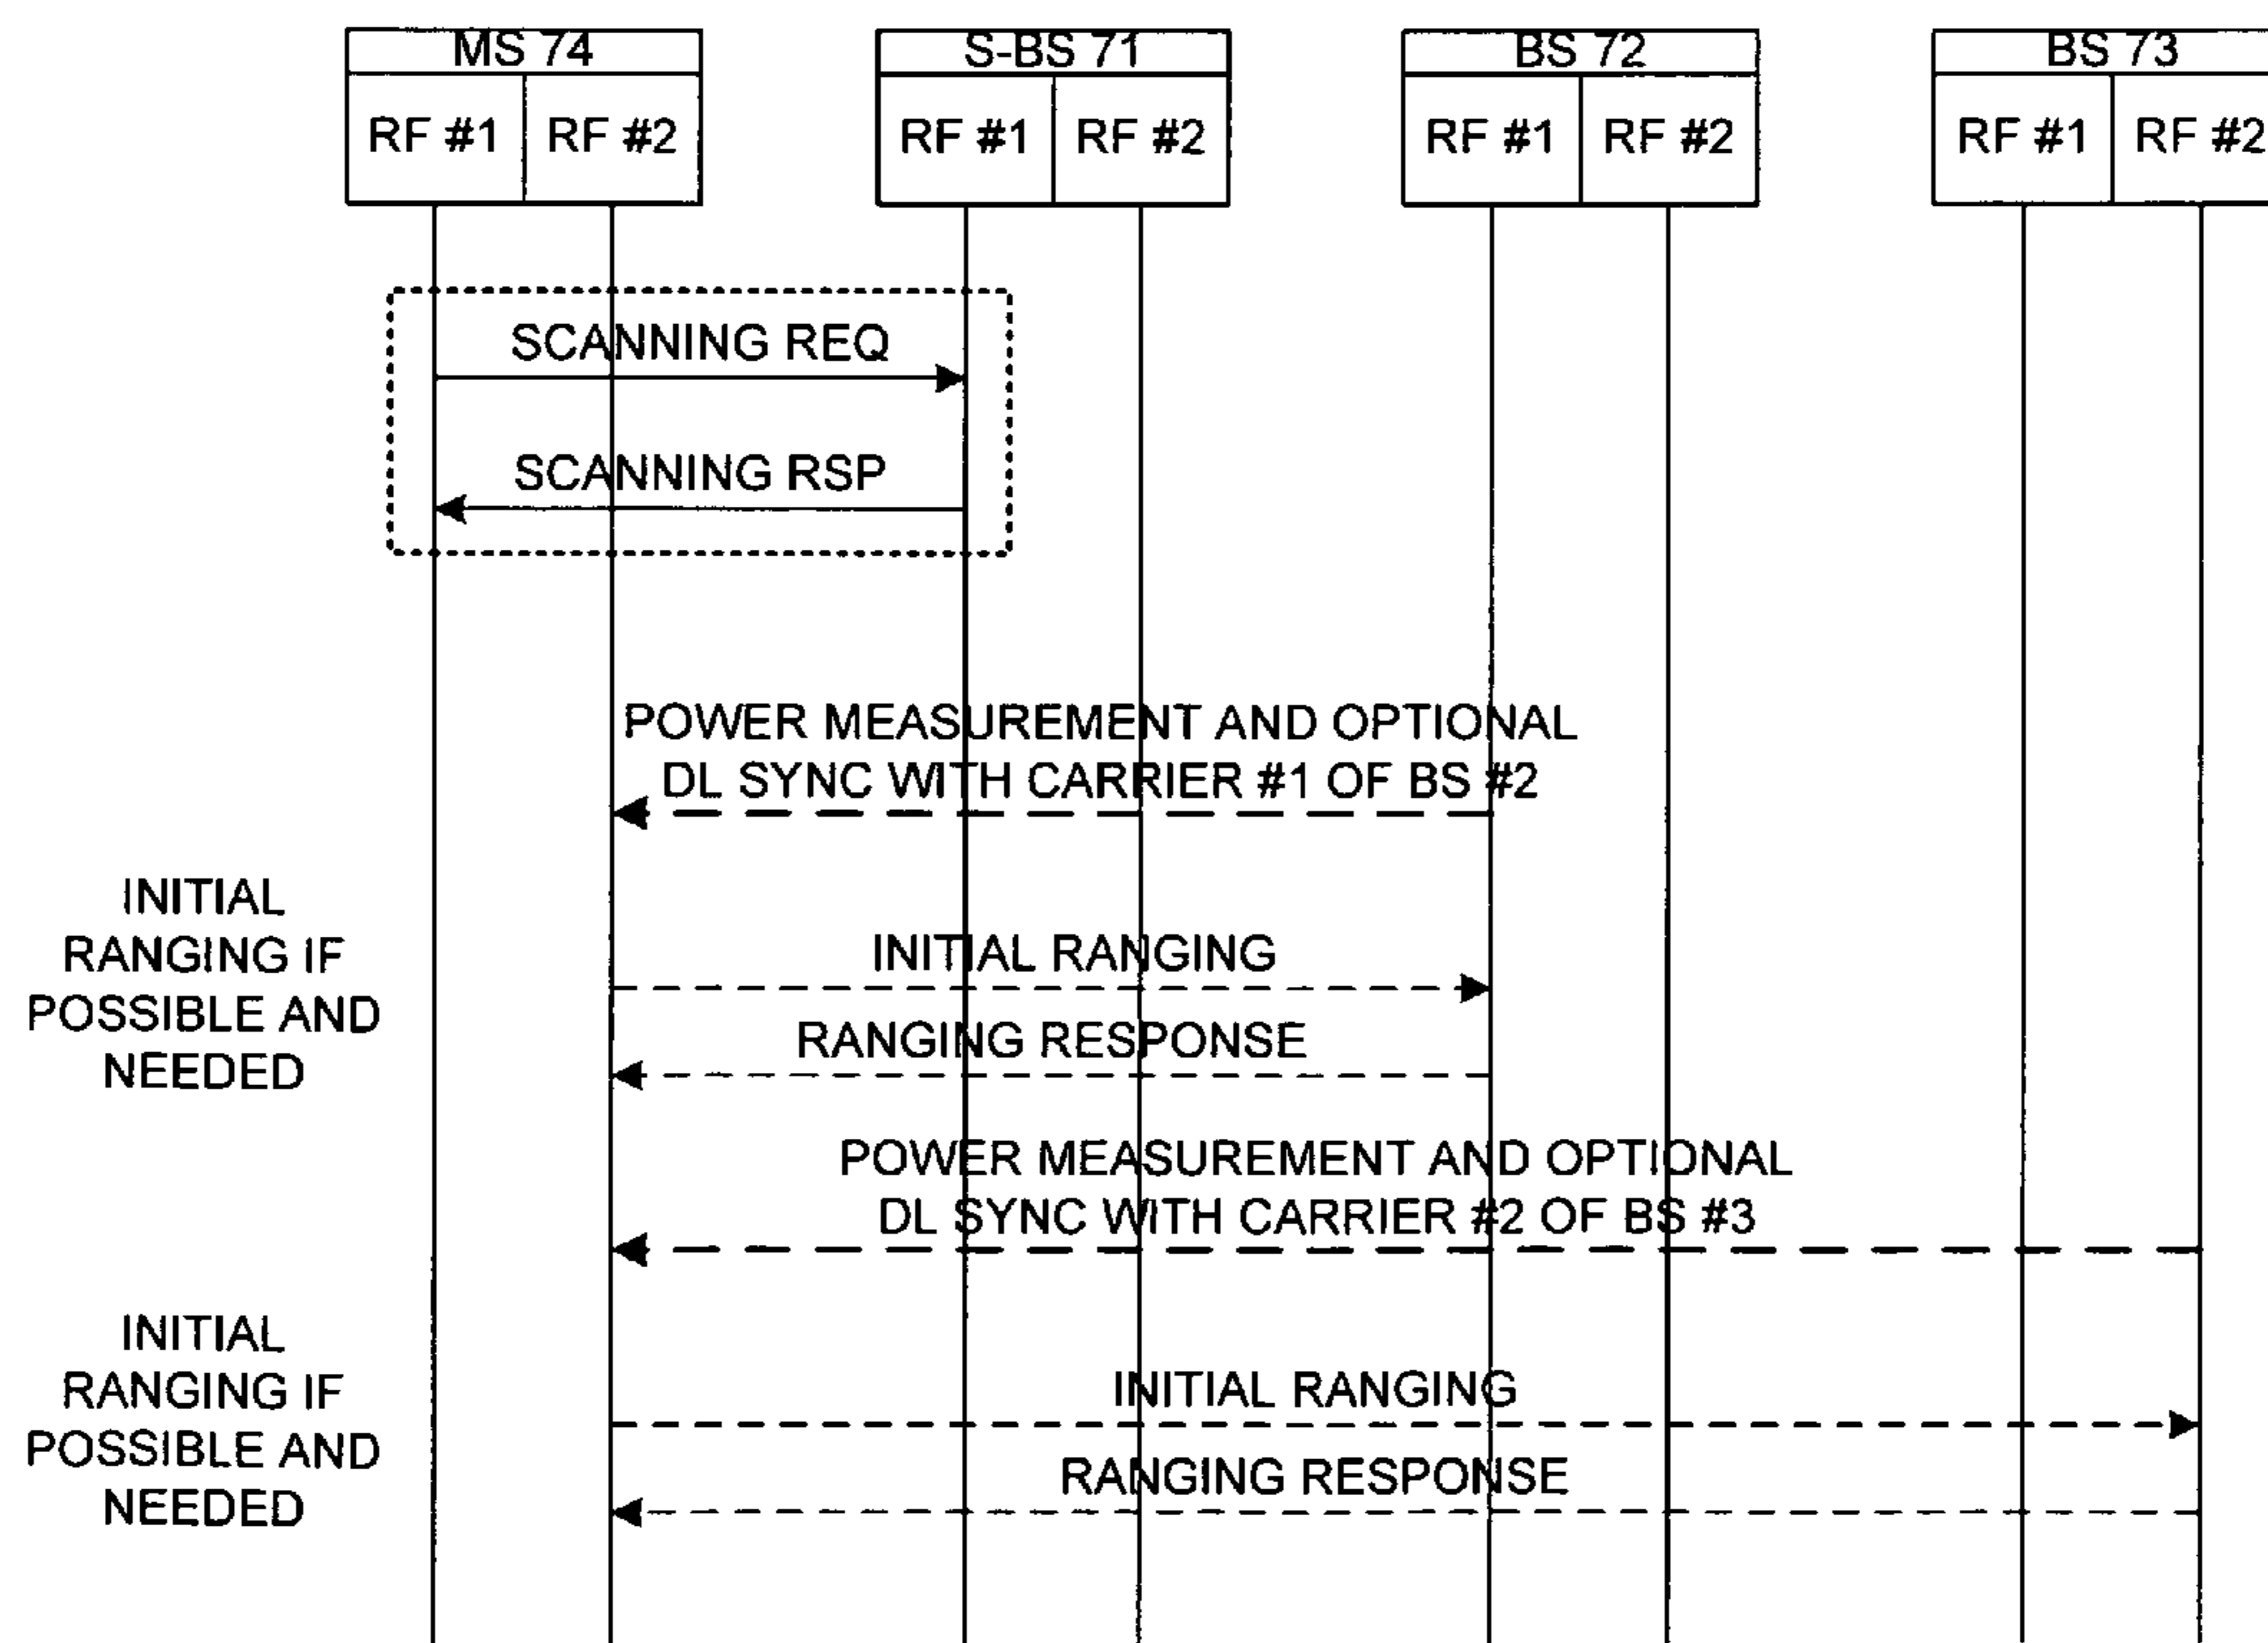 MS 74
S-BS 71
BS 72
BS 73
RF #1
RF #2
RF #1
RF #2
RF #1
RF #2
RF #1
RF #2
SCANNING REQ
SCANNING RSP
POWER MEASUREMENT AND OPTIONAL
DL SYNC WITH CARRIER #1 OF BS #2
INITIAL
RANGING IF
POSSIBLE AND
NEEDED
INITIAL RANGING
RANGING RESPONSE
POWER MEASUREMENT AND OPTIONAL
DL SYNC WITH CARRIER #2 OF BS #3
INITIAL
RANGING IF
POSSIBLE AND
NEEDED
INITIAL RANGING
RANGING RESPONSE